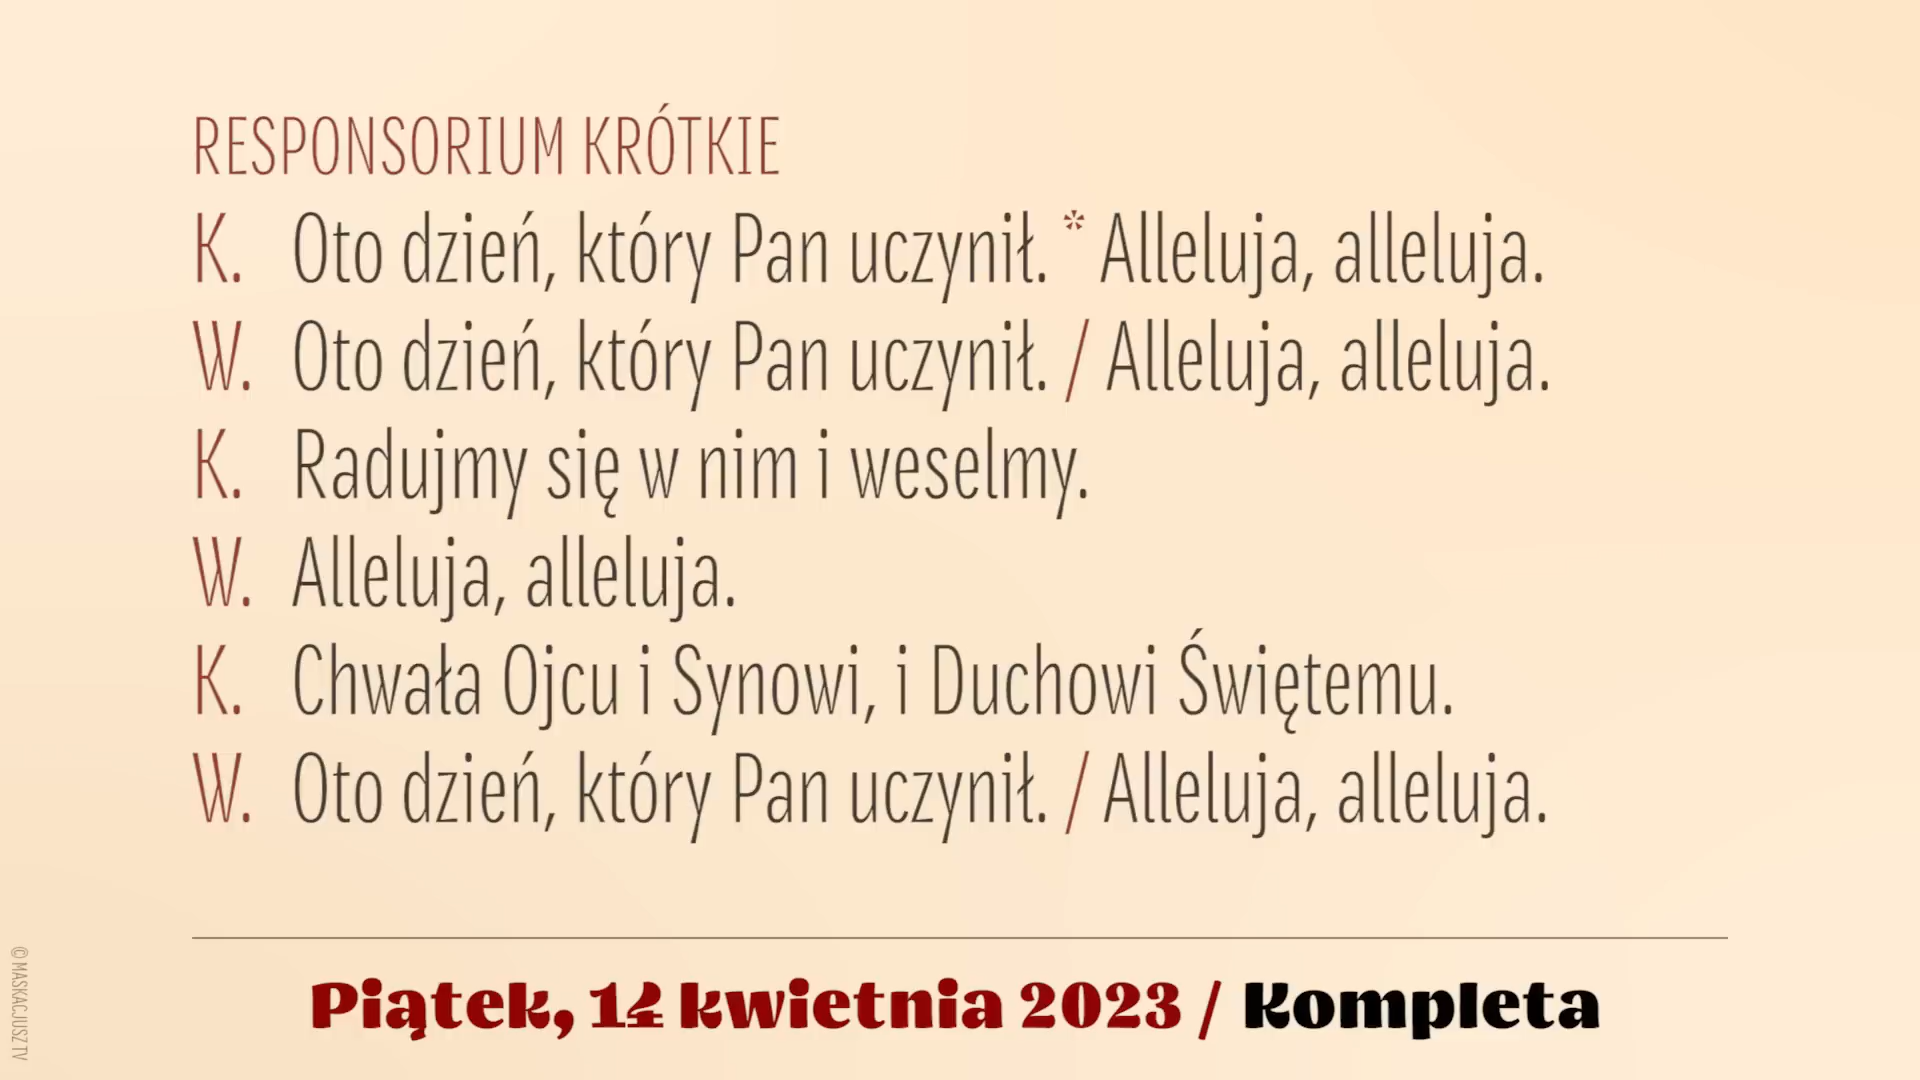 RESPONSORIUM KRÓTKIE
K. Oto dzień, który Pan uczynił. * Alleluja, alleluja.
W. Oto dzień, który Pan uczynił. / Alleluja, alleluja.
K. Radujmy się w nim i weselmy.
W. Alleluja, alleluja.
K. Chwała Ojcu i Synowi, i Duchowi Świętemu.
W. Oto dzień, który Pan uczynił. / Alleluja, alleluja.
Piątek, 14 kwietnia 2023 / Kompleta
© MASKACJUSZ TV